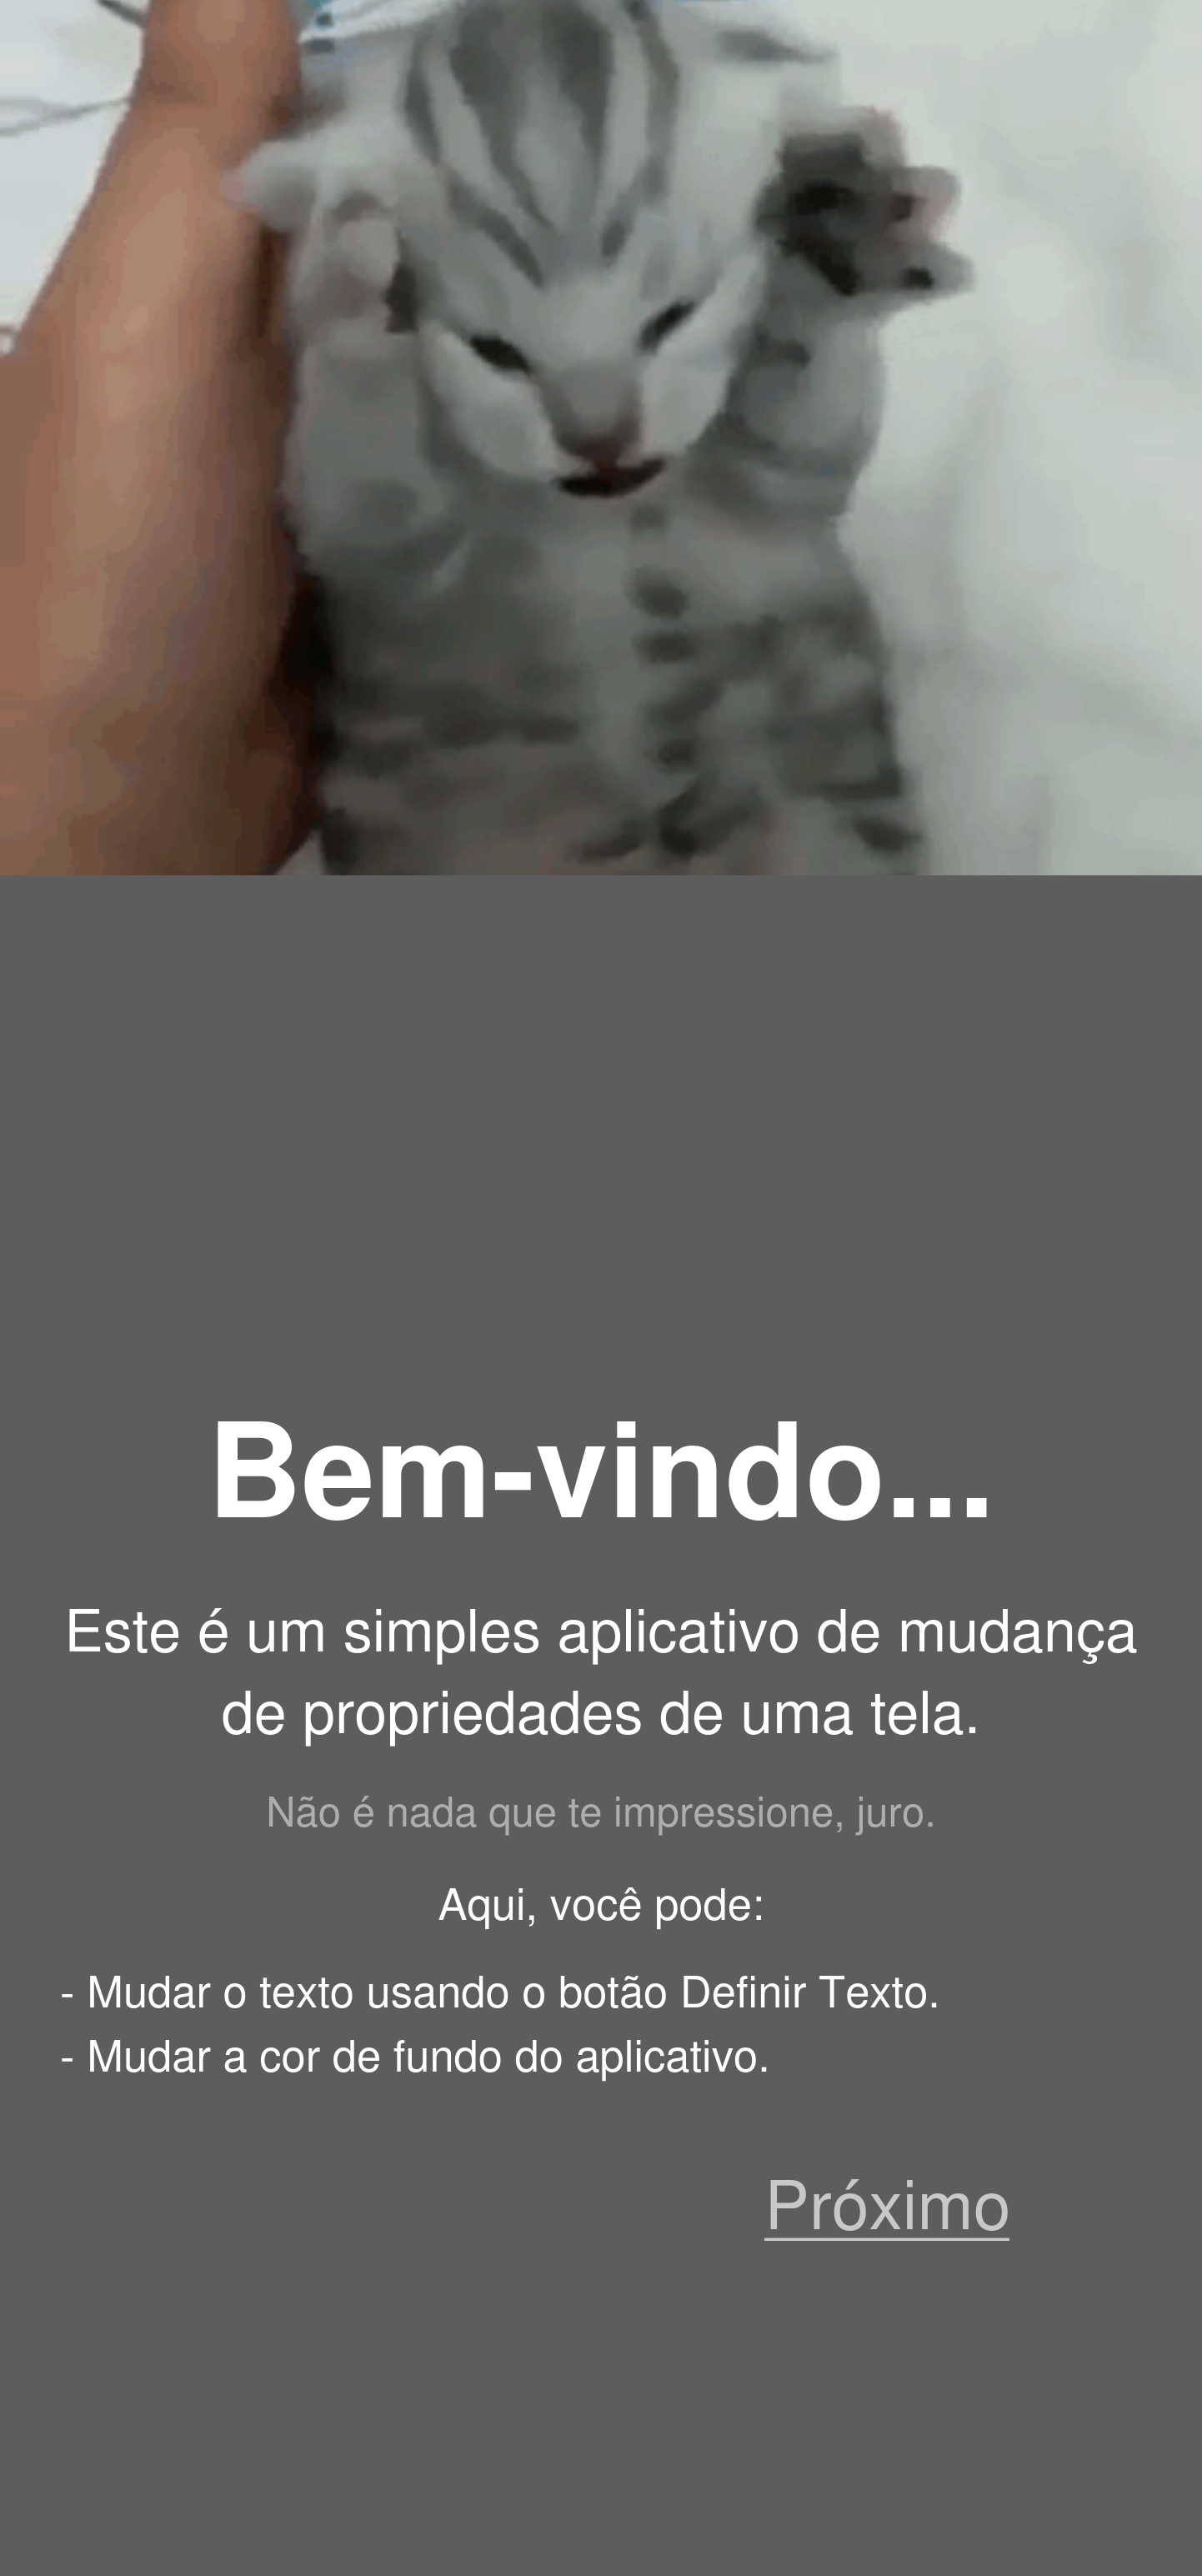 Bem-vindo...
Este é um simples aplicativo de mudança
de propriedades de uma tela.
Não é nada que te impressione, juro.
Aqui, você pode:
- Mudar o texto usando o botão Definir Texto.
- Mudar a cor de fundo do aplicativo.
Próximo